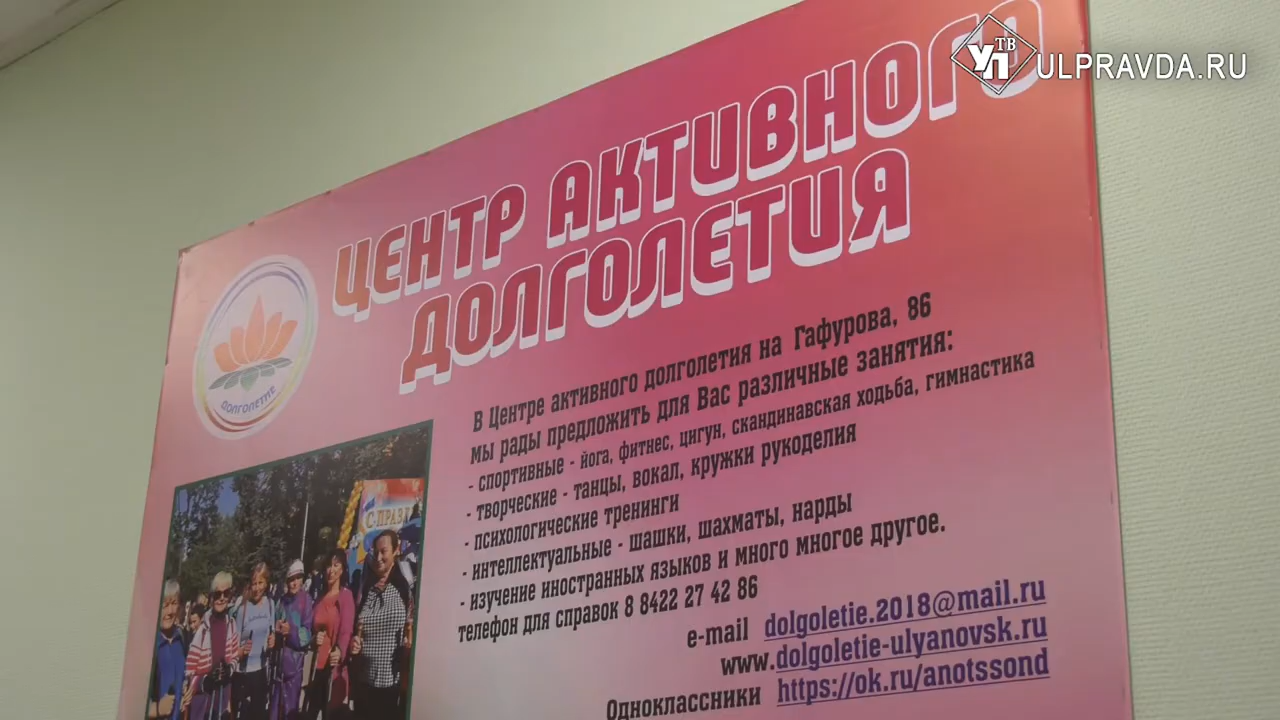 УП ТВ ULPRAVDA.RU
ЦЕНТР АКТИВНОГО
ДОЛГОЛЕТИЯ
ДОЛГОЛЕТИЕ
В Центре активного долголетия на Гафурова, 86
мы рады предложить для Вас различные занятия:
- спортивные - йога, фитнес, цигун, скандинавская ходьба, гимнастика
- творческие - танцы, вокал, кружки рукоделия
- психологические тренинги
- интеллектуальные - шашки, шахматы, нарды
- изучение иностранных языков и много многое другое.
телефон для справок 8 8422 27 42 86
e-mail dolgoletie.2018@mail.ru
www.dolgoletie-ulyanovsk.ru
Одноклассники https://ok.ru/anotssond
С ПРАЗД